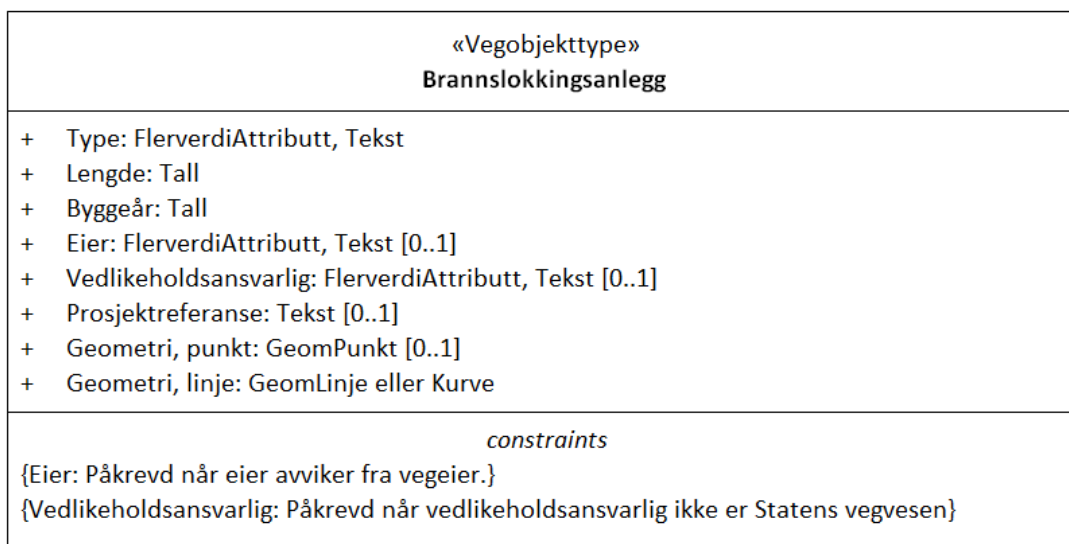 «Vegobjekttype»
Brannslokkingsanlegg
+ Type: FlerverdiAttributt, Tekst
+ Lengde: Tall
+ Byggeår: Tall
+ Eier: FlerverdiAttributt, Tekst [0..1]
+ Vedlikeholdsansvarlig: FlerverdiAttributt, Tekst [0..1]
+ Prosjektreferanse: Tekst [0..1]
+ Geometri, punkt: GeomPunkt [0..1]
+ Geometri, linje: GeomLinje eller Kurve
constraints
{Eier: Påkrevd når eier avviker fra vegeier.}
{Vedlikeholdsansvarlig: Påkrevd når vedlikeholdsansvarlig ikke er Statens vegvesen}